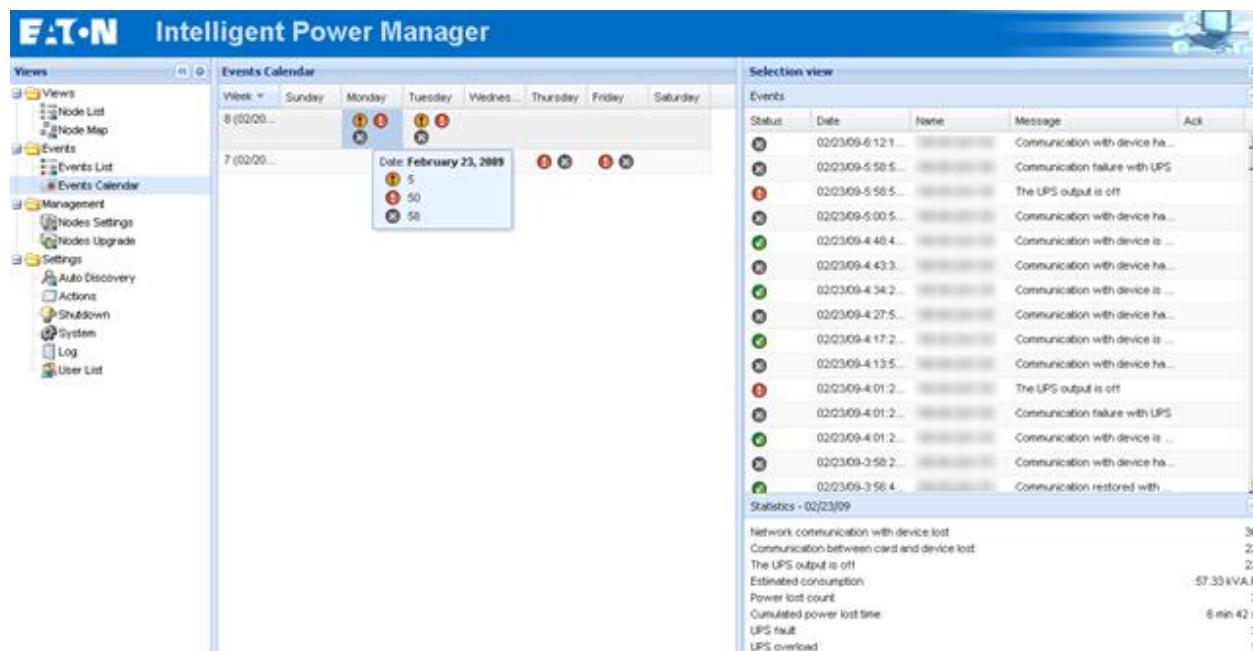 EATON Intelligent Power Manager
Views
Views
Node List
Node Map
Events
Events List
Events Calendar
Management
Nodes Settings
Nodes Upgrade
Settings
Auto Discovery
Actions
Shutdown
System
Log
User List
Events Calendar
Week Sunday Monday Tuesday Wednes... Thursday Friday Saturday
8 (02/20...
7 (02/20...
Date: February 23, 2009
5
50
58
Selection view
Events
Status Date Name Message Ack
02/23/09-6:12:1... Communication with device ha...
02/23/09-5:58:5... Communication failure with UPS
02/23/09-5:58:5... The UPS output is off
02/23/09-5:00:5... Communication with device ha...
02/23/09-4:48:4... Communication with device is ...
02/23/09-4:43:3... Communication with device ha...
02/23/09-4:34:2... Communication with device is ...
02/23/09-4:27:5... Communication with device ha...
02/23/09-4:17:2... Communication with device is ...
02/23/09-4:13:5... Communication with device ha...
02/23/09-4:01:2... The UPS output is off
02/23/09-4:01:2... Communication failure with UPS
02/23/09-4:01:2... Communication with device is ...
02/23/09-3:58:2... Communication with device ha...
02/23/09-3:56:4... Communication restored with ...
Statistics - 02/23/09
Network communication with device lost
Communication between card and device lost
The UPS output is off
Estimated consumption 57.33 kVA.
Power lost count
Cumulated power lost time 6 min 42
UPS fault
UPS overload